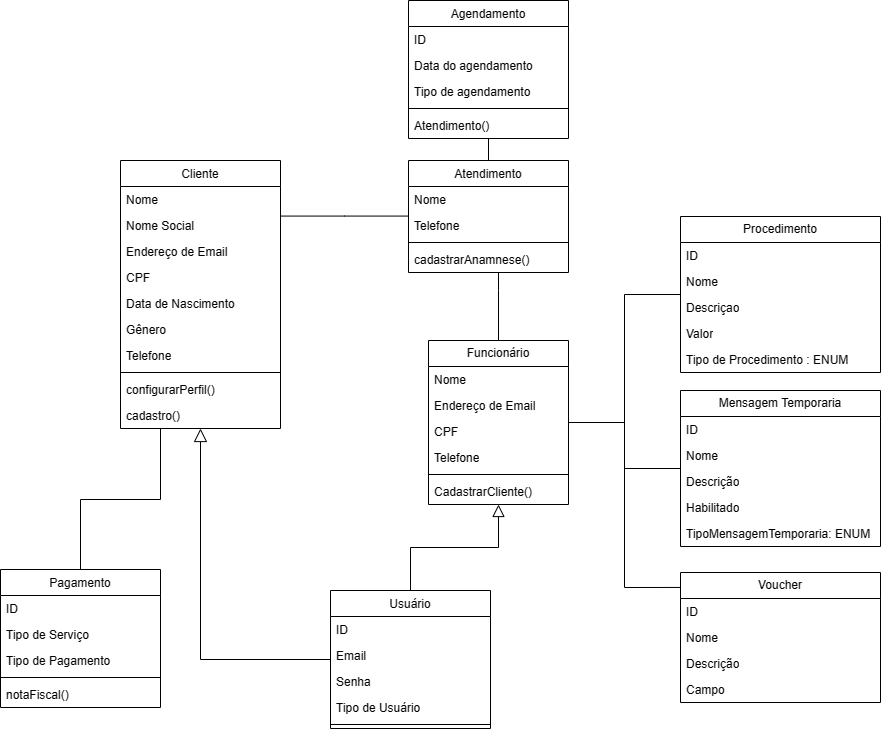 Agendamento
ID
Data do agendamento
Tipo de agendamento
Atendimento()
Cliente
Nome
Nome Social
Endereço de Email
CPF
Data de Nascimento
Gênero
Telefone
configurarPerfil()
cadastro()
Atendimento
Nome
Telefone
cadastrarAnamnese()
Procedimento
ID
Nome
Descriçao
Valor
Tipo de Procedimento : ENUM
Funcionário
Nome
Endereço de Email
CPF
Telefone
CadastrarCliente()
Mensagem Temporaria
ID
Nome
Descrição
Habilitado
TipoMensagemTemporaria: ENUM
Pagamento
ID
Tipo de Serviço
Tipo de Pagamento
notaFiscal()
Usuário
ID
Email
Senha
Tipo de Usuário
Voucher
ID
Nome
Descrição
Campo